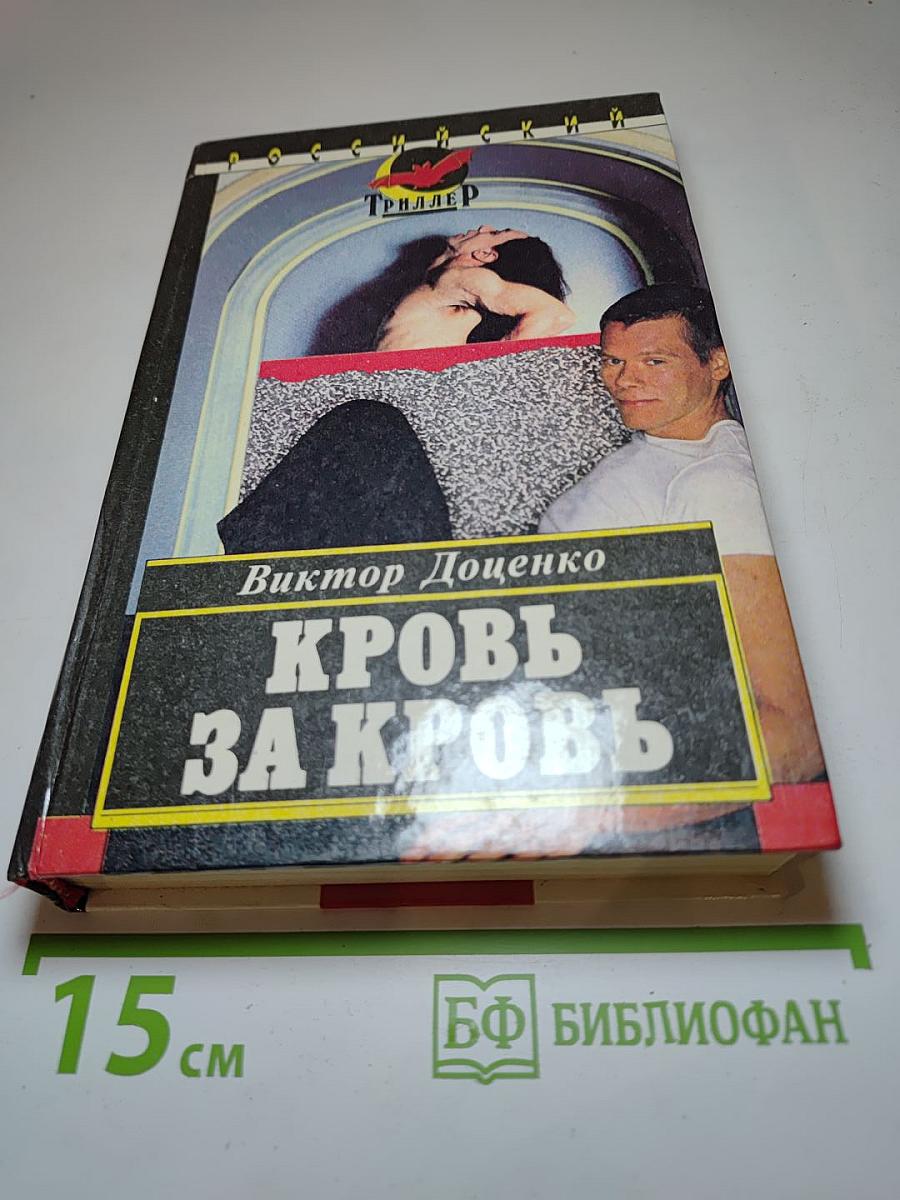 РОССИЙСКИЙ
ТРИЛЛЕР
Виктор Доценко
КРОВЬ
ЗА КРОВЬ
15 см
БФ БИБЛИОФАН